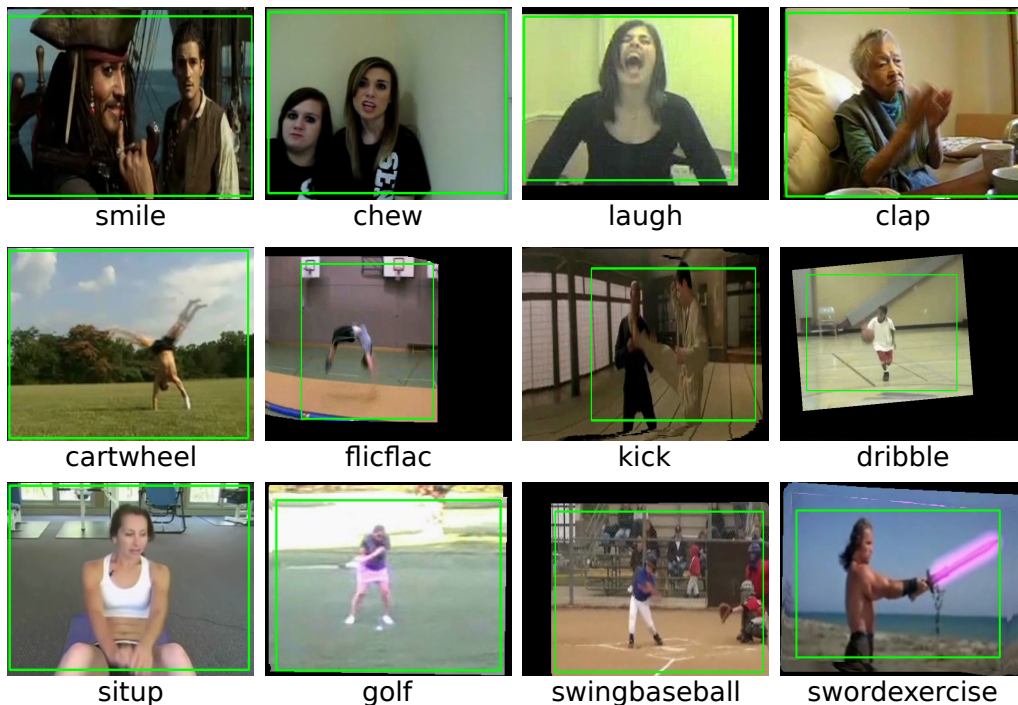 smile
chew
laugh
clap
cartwheel
flicflac
kick
dribble
situp
golf
swingbaseball
swordexercise